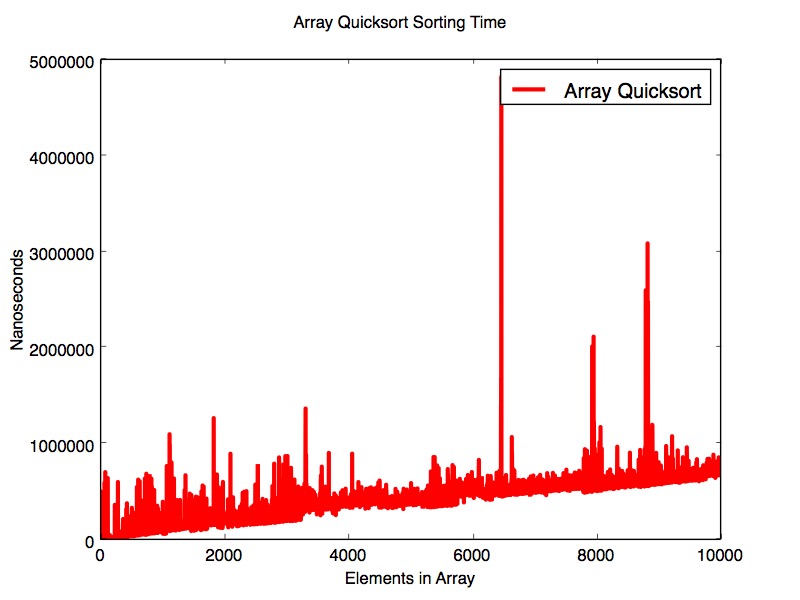 Array Quicksort Sorting Time
5000000
Array Quicksort
4000000
3000000
Nanoseconds
2000000
1000000
0
0 2000 4000 6000 8000 10000
Elements in Array